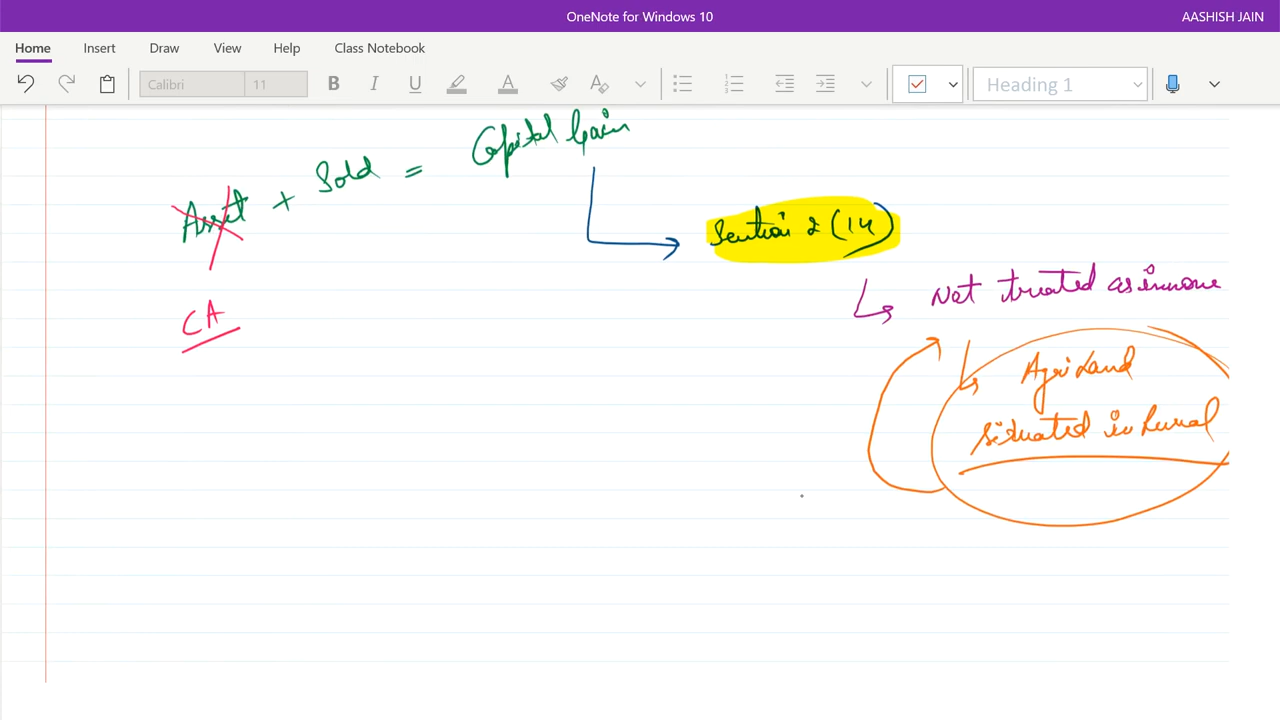 OneNote for Windows 10
AASHISH JAIN
Home Insert Draw View Help Class Notebook
Calibri 11 B I U A A Heading 1
Capital Gain
Asset + Sold =
Section 2 (14)
CA
Not treated as income
Agri Land
situated in Rural